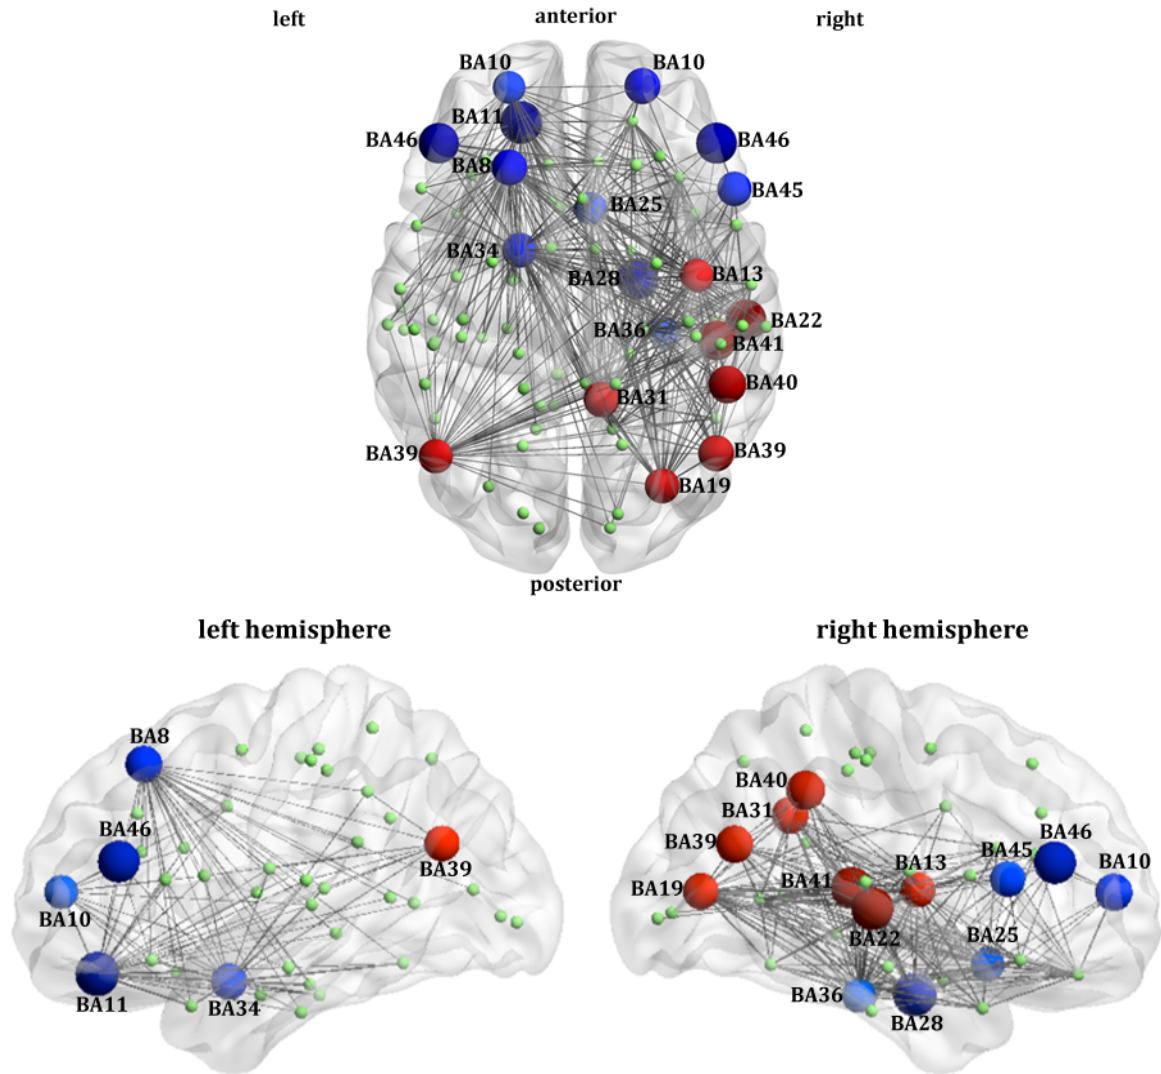 left anterior right
BA10 BA10
BA11
BA46 BA46
BA8
BA45
BA25
BA34
BA28 BA13
BA22
BA36
BA41
BA40
BA31
BA39 BA39
BA19
posterior
left hemisphere right hemisphere
BA8
BA46
BA39
BA10
BA11 BA34
BA40
BA31
BA46
BA39 BA45 BA10
BA13
BA19 BA41
BA22 BA25
BA36
BA28